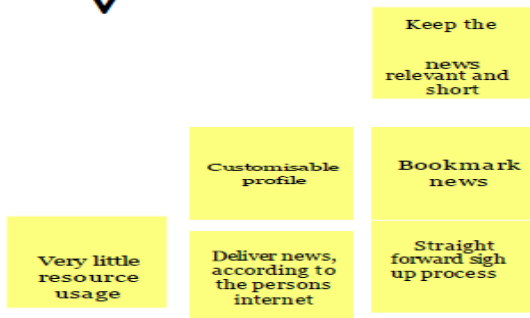 Keep the
news
relevant and
short
Customisable
profile
Bookmark
news
Very little
resource
usage
Deliver news,
according to
the persons
internet
Straight
forward sigh
up process